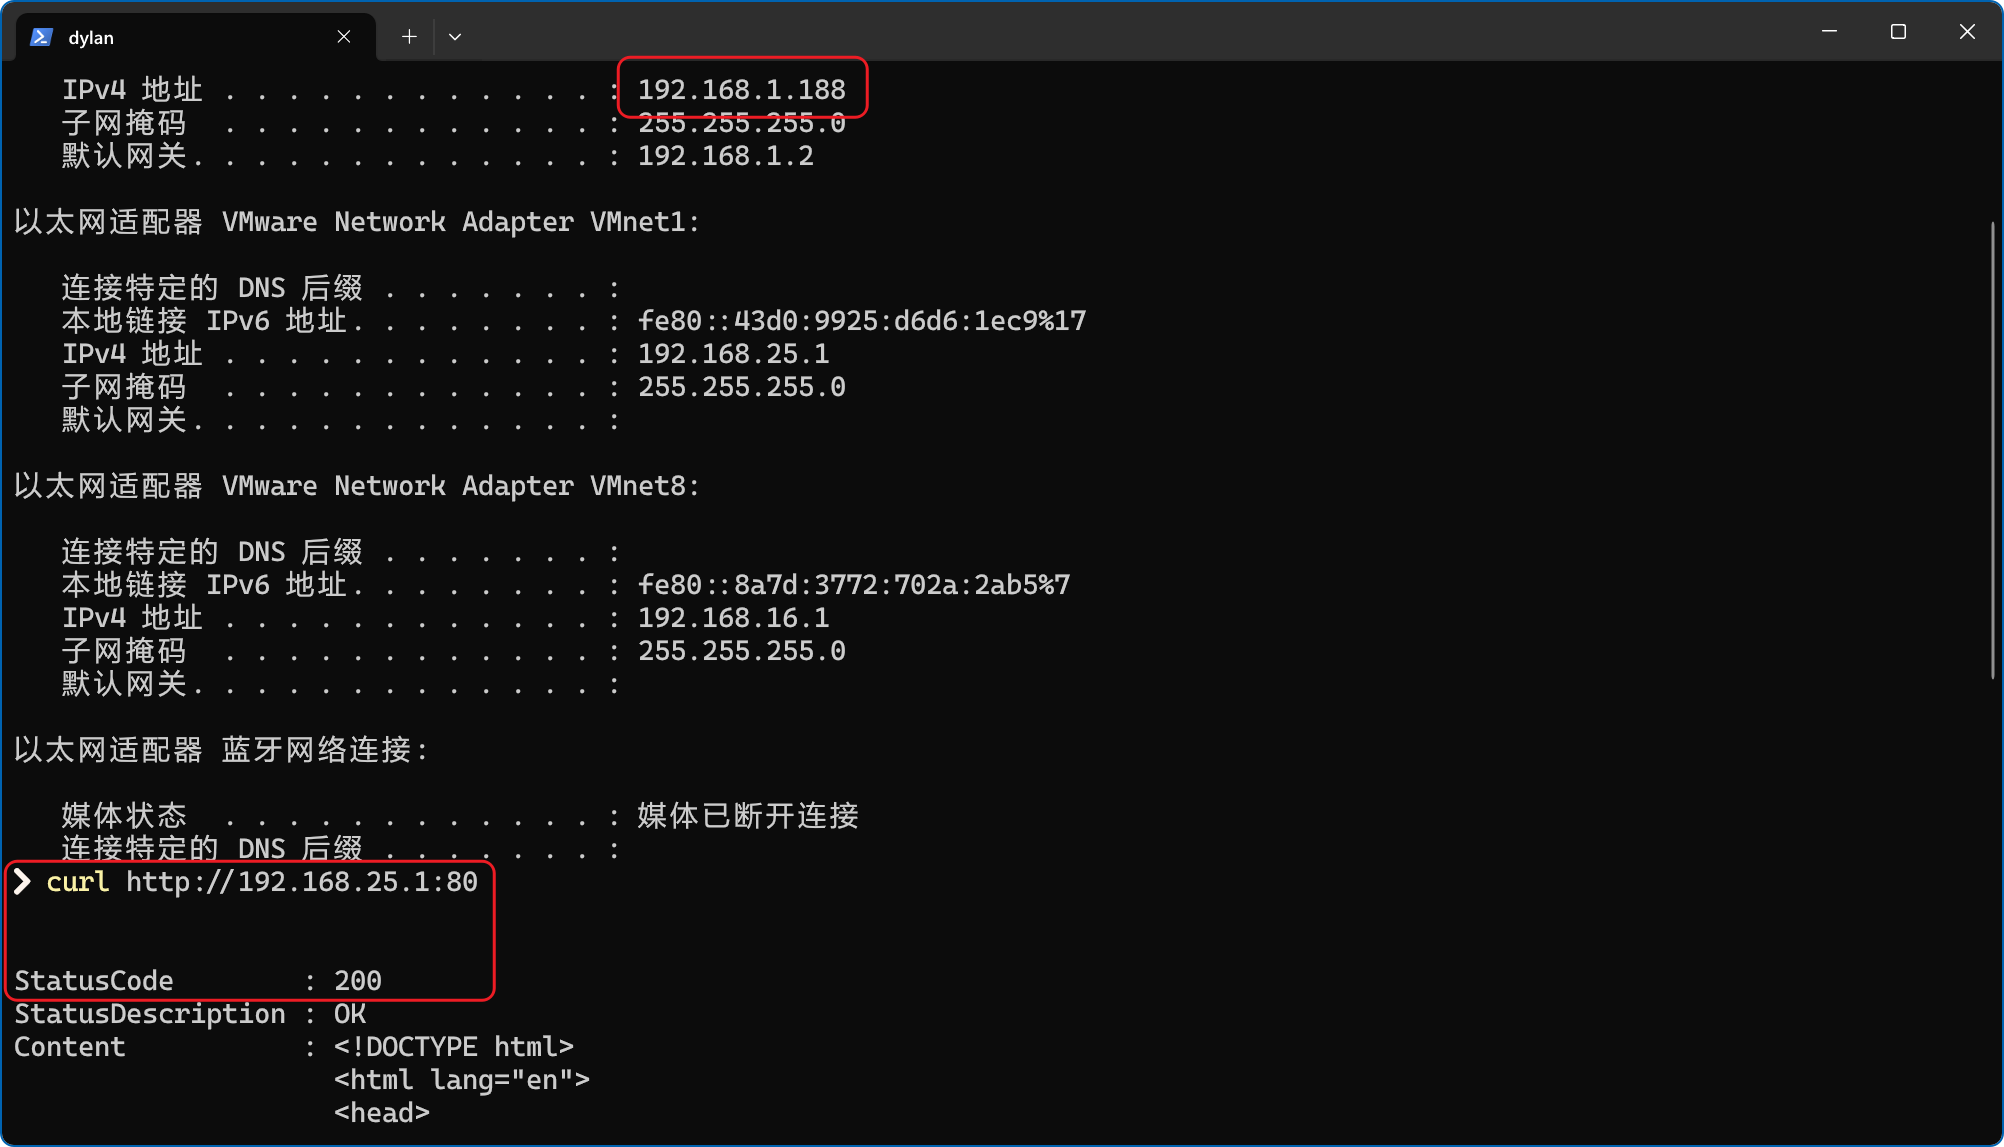 dylan
IPv4 地址 . . . . . . . . . . . . : 192.168.1.188
子网掩码  . . . . . . . . . . . . : 255.255.255.0
默认网关. . . . . . . . . . . . . : 192.168.1.2
以太网适配器 VMware Network Adapter VMnet1:
连接特定的 DNS 后缀 . . . . . . . :
本地链接 IPv6 地址. . . . . . . . : fe80::43d0:9925:d6d6:1ec9%17
IPv4 地址 . . . . . . . . . . . . : 192.168.25.1
子网掩码  . . . . . . . . . . . . : 255.255.255.0
默认网关. . . . . . . . . . . . . :
以太网适配器 VMware Network Adapter VMnet8:
连接特定的 DNS 后缀 . . . . . . . :
本地链接 IPv6 地址. . . . . . . . : fe80::8a7d:3772:702a:2ab5%7
IPv4 地址 . . . . . . . . . . . . : 192.168.16.1
子网掩码  . . . . . . . . . . . . : 255.255.255.0
默认网关. . . . . . . . . . . . . :
以太网适配器 蓝牙网络连接:
媒体状态  . . . . . . . . . . . . : 媒体已断开连接
连接特定的 DNS 后缀 . . . . . . . :
❯ curl http://192.168.25.1:80
StatusCode        : 200
StatusDescription : OK
Content           : <!DOCTYPE html>
<html lang="en">
<head>